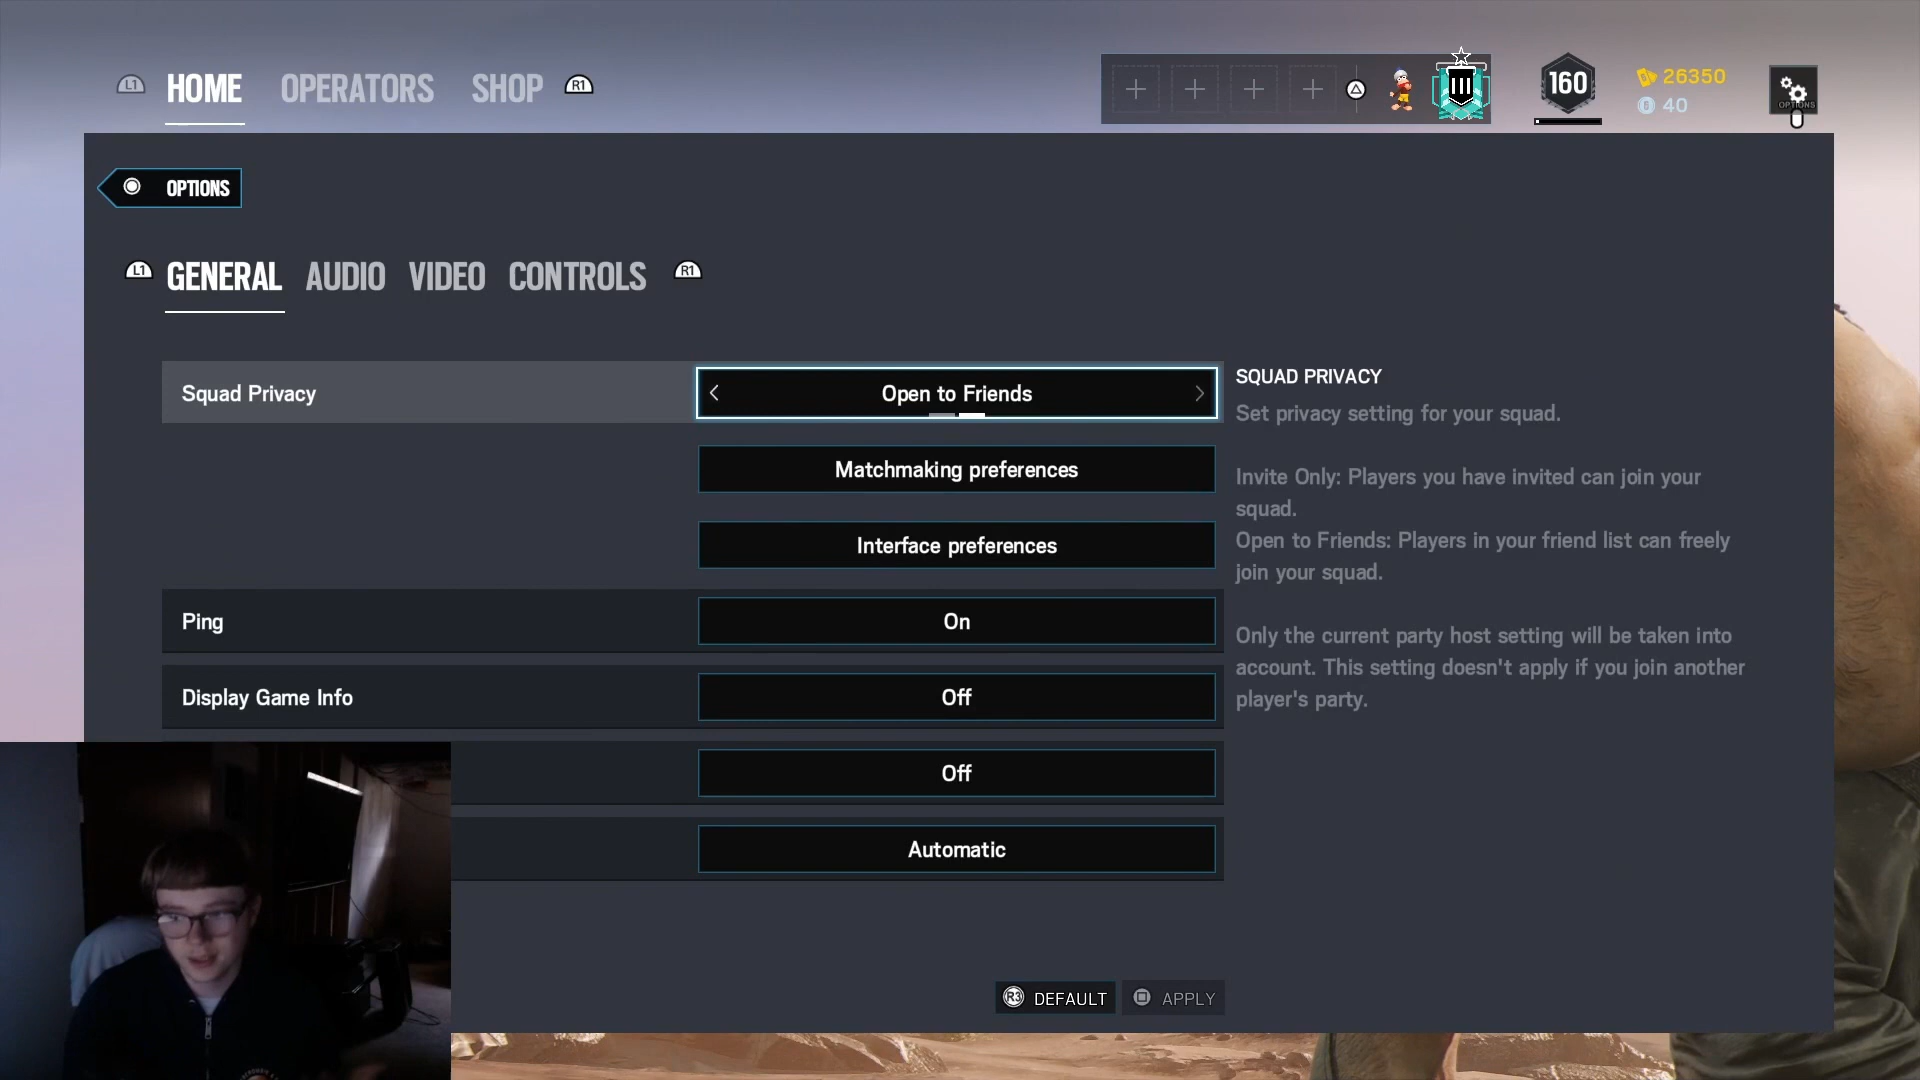 L1 HOME OPERATORS SHOP R1
III
160
26350
40
OPTIONS
OPTIONS
L1 GENERAL AUDIO VIDEO CONTROLS R1
Squad Privacy
Open to Friends
Matchmaking preferences
Interface preferences
Ping
On
Display Game Info
Off
Off
Automatic
SQUAD PRIVACY
Set privacy setting for your squad.
Invite Only: Players you have invited can join your
squad.
Open to Friends: Players in your friend list can freely
join your squad.
Only the current party host setting will be taken into
account. This setting doesn't apply if you join another
player's party.
R3 DEFAULT
APPLY